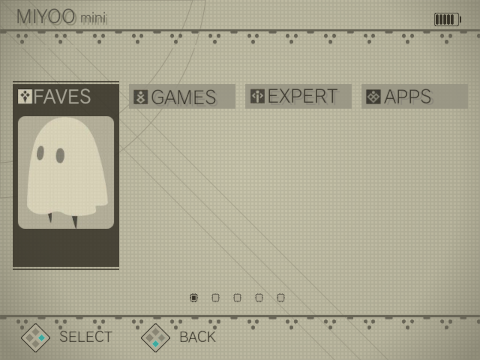 MIYOO mini
FAVES
GAMES
EXPERT
APPS
SELECT
BACK